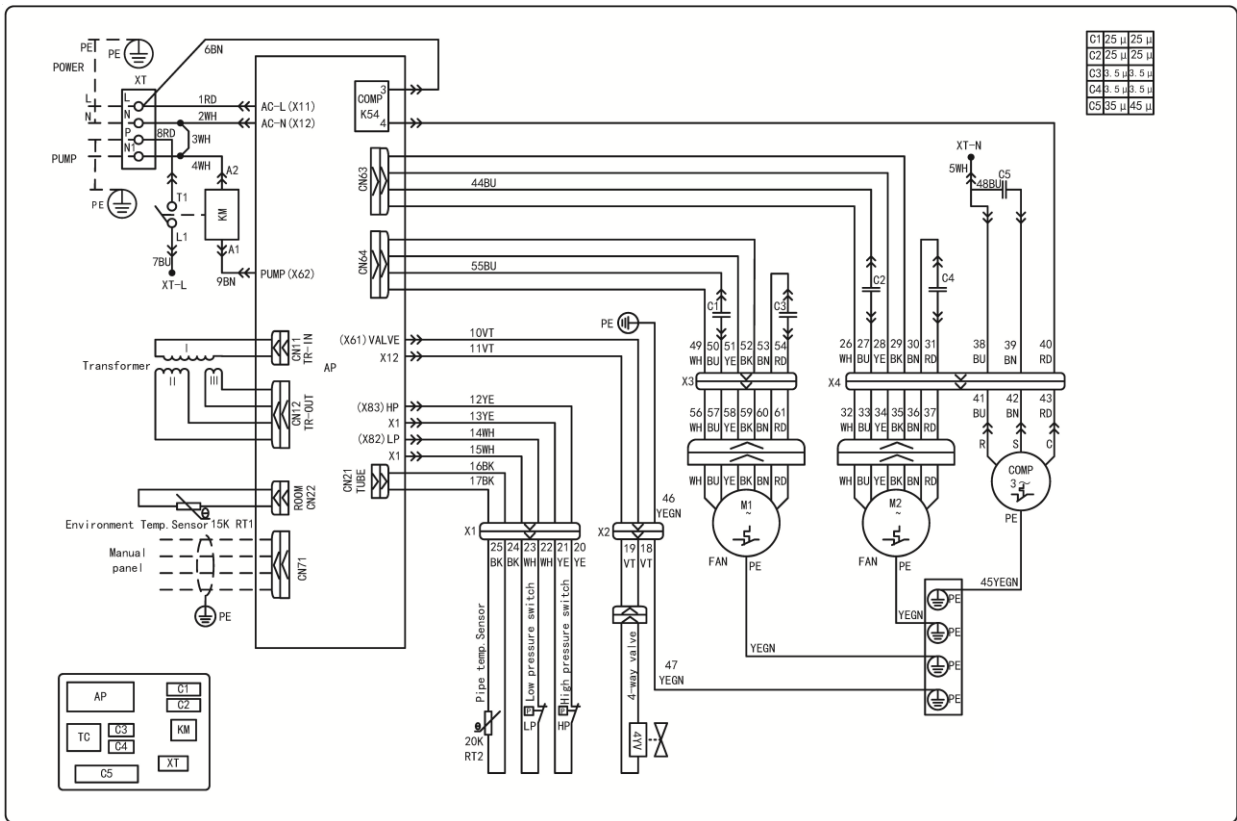 PE
PE
6BN
POWER
XT
L
L
1RD
AC-L(X11)
N
N
2WH
AC-N(X12)
P
8RD
3WH
N1
PUMP
4WH
A2
PE
T1
KM
L1
A1
7BU
XT-L
9BN
PUMP(X62)
COMP
K54
3
4
CN63
44BU
CN64
55BU
XT-N
5WH
48BU
C5
C1 25 μ 25 μ
C2 25 μ 25 μ
C3 3.5 μ 3.5 μ
C4 3.5 μ 3.5 μ
C5 35 μ 45 μ
C1
C3
C2
C4
PE
Transformer
I
II
III
CN11
TR-IN
CN12
TR-OUT
AP
(X61)VALVE
10VT
X12
11VT
(X83)HP
12YE
X1
13YE
(X82)LP
14WH
X1
15WH
CN21
TUBE
16BK
17BK
49 50 51 52 53 54
WH BU YE BK BN RD
X3
56 57 58 59 60 61
WH BU YE BK BN RD
WH BU YE BK BN RD
M1
~
FAN
PE
26 27 28 29 30 31
WH BU YE BK BN RD
X4
32 33 34 35 36 37
WH BU YE BK BN RD
WH BU YE BK BN RD
M2
~
FAN
PE
38 39 40
BU BN RD
41 42 43
BU BN RD
R S C
COMP
3~
PE
ROOM
CN22
Environment Temp.Sensor 15K RT1
Manual
panel
CN71
PE
X1
25 24 23 22 21 20
BK BK WH WH YE YE
Pipe temp.Sensor
Low pressure switch
High pressure switch
θ
20K
RT2
P
LP
P
HP
46
YEGN
X2
19 18
VT VT
4-way valve
4YV
47
YEGN
45YEGN
YEGN
YEGN
PE
PE
PE
PE
AP
C1
C2
TC
C3
C4
KM
C5
XT
θ